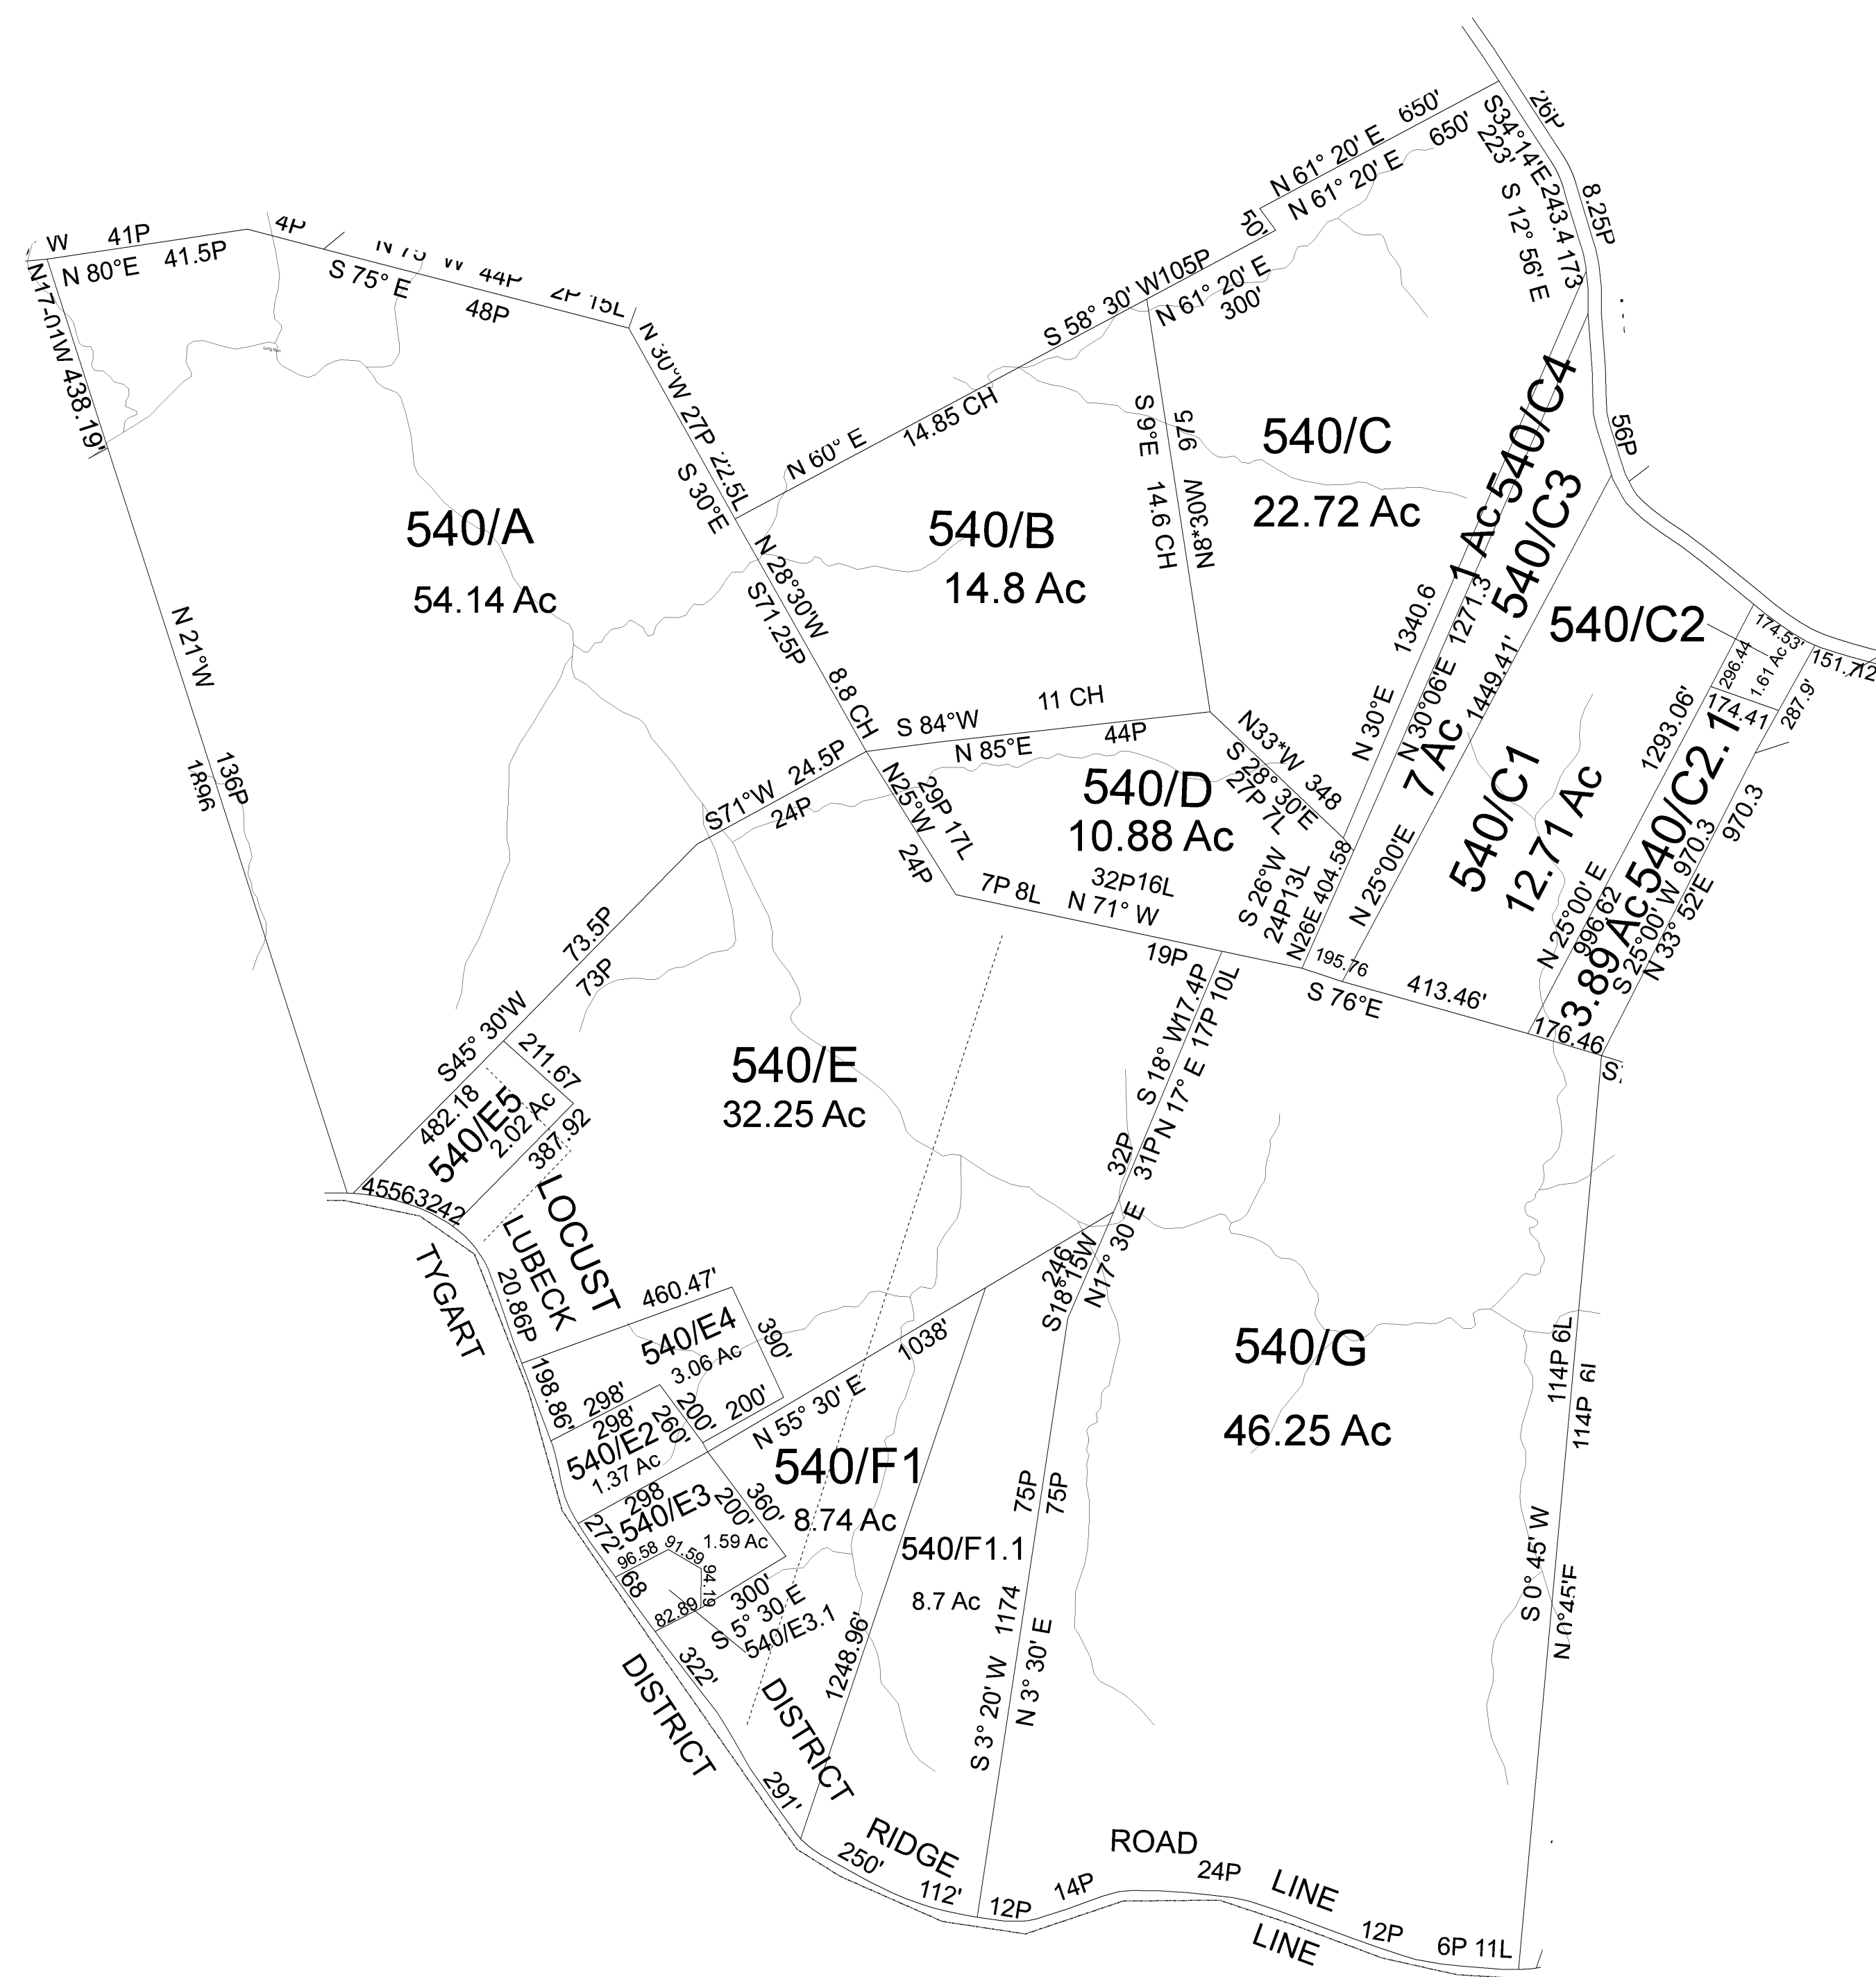 26P
N 61° 20' E 650'
N 61° 20' E 650'
S34°14'E
223'
243.4
173
S 12° 56' E
8.25P
50'
W 41P
N 80°E 41.5P
4P
S 75° E
44P
48P
2P 15L
N17-01W 438.19'
S 58° 30' W 105P
N 61° 20' E
300'
N 30°W 27P 22.5L
S 30°E
N 60° E 14.85 CH
S 9°E 14.6 CH
975
N8*30W
56P
540/C
22.72 Ac
1 Ac 540/C4
540/C3
7 Ac
540/A
54.14 Ac
540/B
14.8 Ac
N 28°30'W
S71.25P
8.8 CH
1340.6
N 30°E
N 30°06'E 1271.3
1449.41'
N 25°00'E
540/C2
174.53'
296.44
1.61 Ac
151.7
174.41
287.9'
N 21°W
136P
1896
S 84°W 11 CH
N 85°E 44P
N33*W 348
S 28° 30'E
27P 7L
S71°W 24.5P
24P
N25°W 24P
29P 17L
540/D
10.88 Ac
32P16L
7P 8L N 71° W
S 26°W
24P13L
N26E 404.58
540/C1
12.71 Ac
1293.06'
N 25°00' E
996.62
3.89 Ac 540/C2.1
S 25°00' W 970.3
N 33° 52'E
970.3
19P
195.76
S 76°E 413.46'
176.46
S.
73.5P
73P
S45° 30'W
211.67
482.18
540/E5
2.02 Ac
387.92
45563242
540/E
32.25 Ac
S 18° W 17.4P
N 17° E 17P 10L
32P
31P
LOCUST
LUBECK
TYGART
20.86P
460.47'
540/E4
3.06 Ac
390'
198.86'
298'
298'
200'
260'
200'
540/E2
1.37 Ac
246
S18°15W
N17° 30 E
1038'
N 55° 30' E
540/G
46.25 Ac
114P 6L
114P
540/F1
8.74 Ac
298
540/E3
1.59 Ac
200'
360'
272'
96.58
91.59
94.19
68
82.89
300'
S 5° 30 E
540/E3.1
540/F1.1
8.7 Ac
75P
75P
S 3° 20' W 1174
N 3° 30' E
S 0° 45' W
N 0°45'E
1248.96'
322'
DISTRICT
DISTRICT
291'
RIDGE
ROAD
250'
112'
12P
14P
24P
LINE
LINE
12P
6P 11L